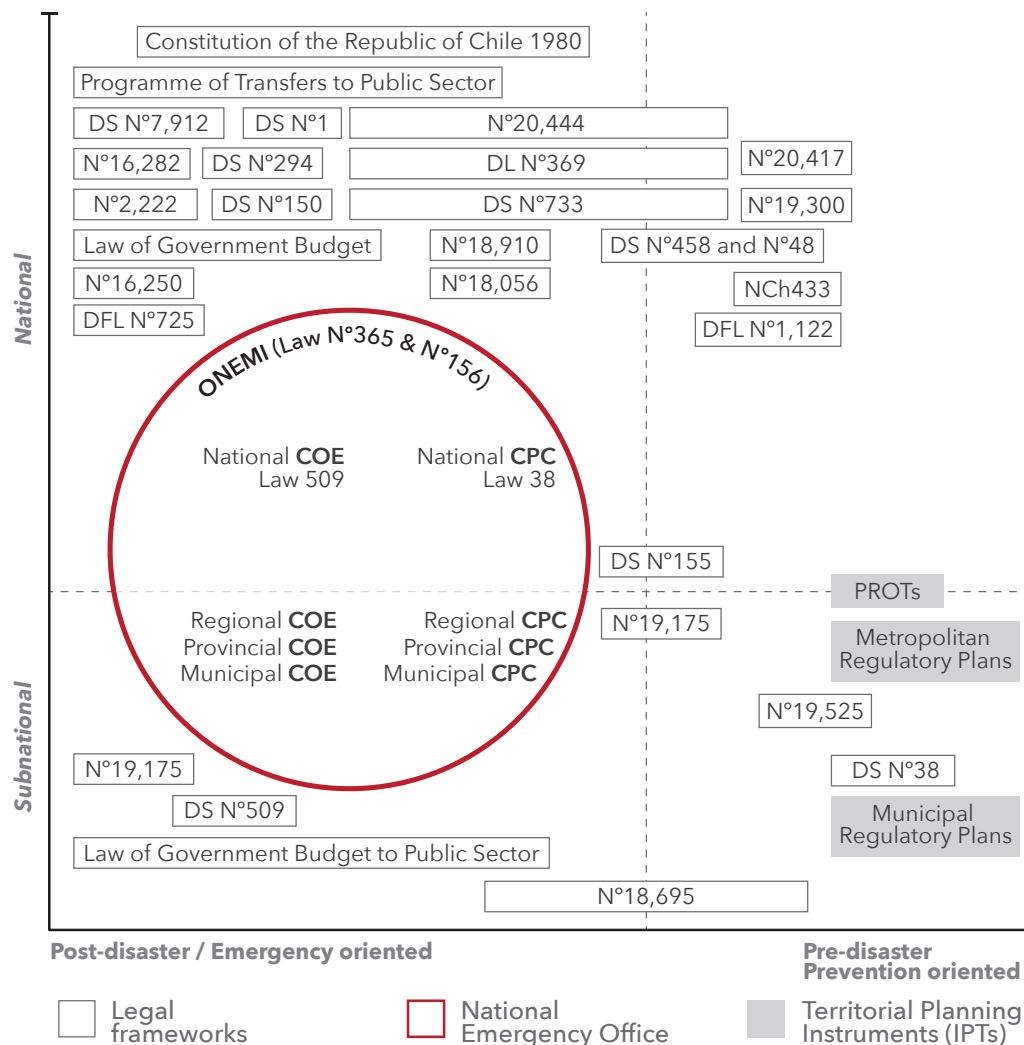 Constitution of the Republic of Chile 1980
Programme of Transfers to Public Sector
DS N°7,912
DS N°1
N°20,444
N°16,282
DS N°294
DL N°369
N°20,417
N°2,222
DS N°150
DS N°733
N°19,300
Law of Government Budget
N°18,910
DS N°458 and N°48
N°16,250
N°18,056
NCh433
DFL N°725
DFL N°1,122
National
ONEMI (Law N°365 & N°156)
National COE
Law 509
National CPC
Law 38
DS N°155
PROTs
Regional COE
Provincial COE
Municipal COE
Regional CPC
Provincial CPC
Municipal CPC
N°19,175
Metropolitan
Regulatory Plans
Subnational
N°19,525
N°19,175
DS N°38
DS N°509
Municipal
Regulatory Plans
Law of Government Budget to Public Sector
N°18,695
Post-disaster / Emergency oriented
Pre-disaster
Prevention oriented
Legal
frameworks
National
Emergency Office
Territorial Planning
Instruments (IPTs)